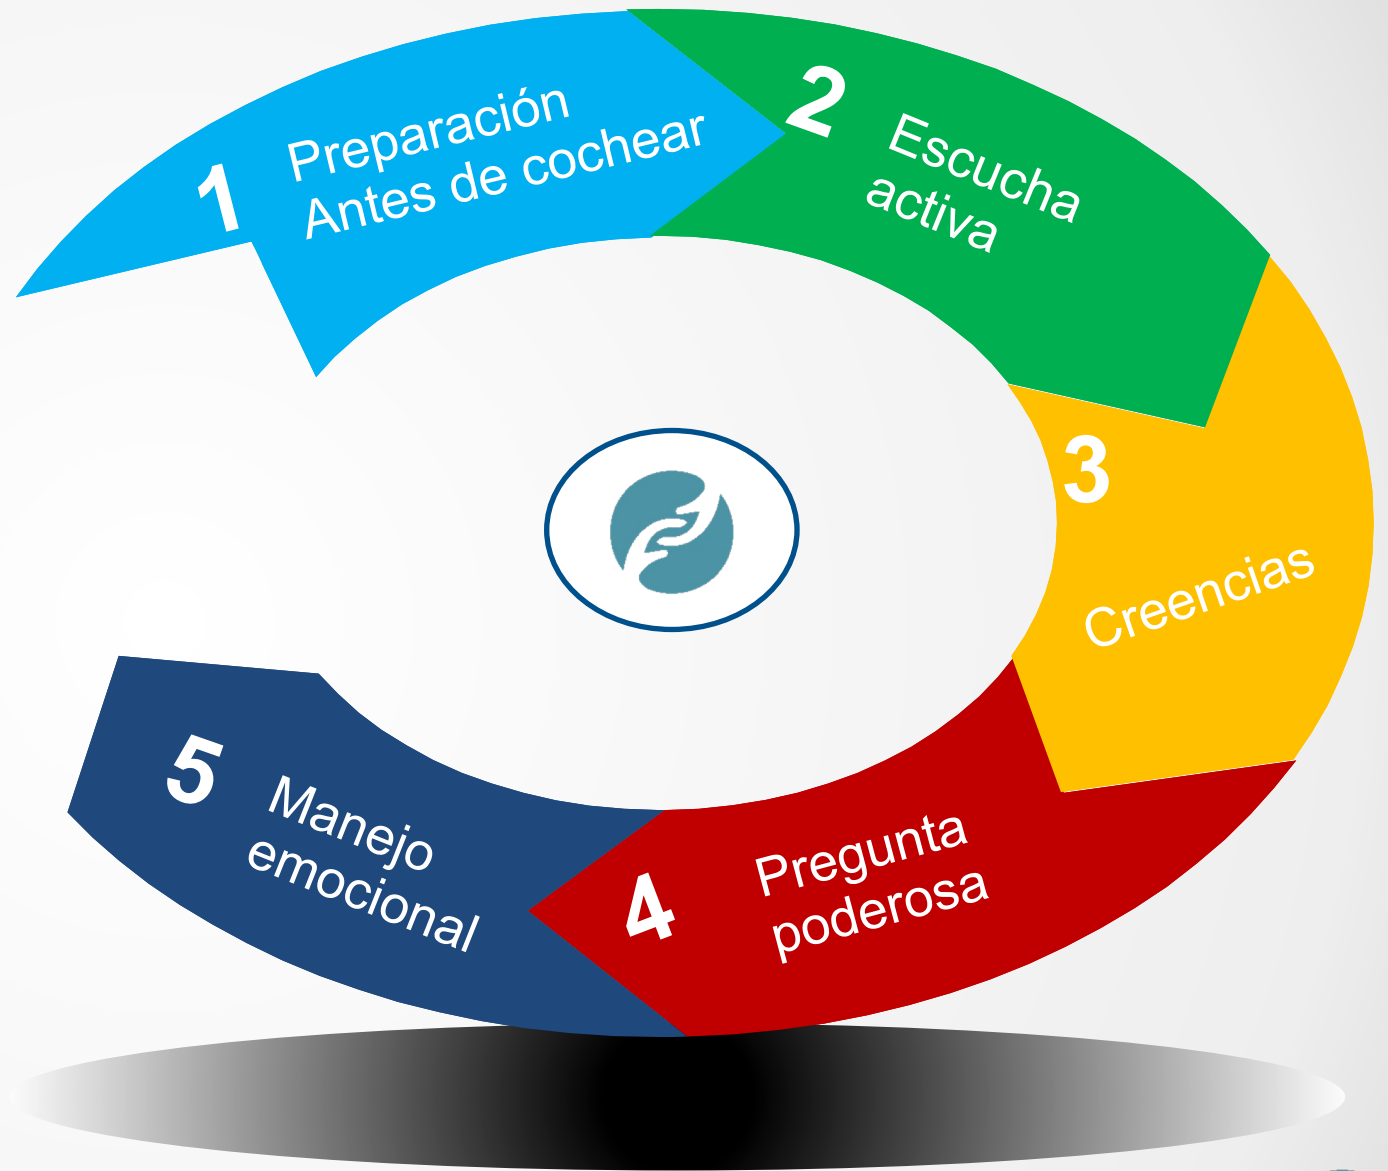 1
Preparación
Antes de cochear
2
Escucha
activa
3
Creencias
4
Pregunta
poderosa
5
Manejo
emocional